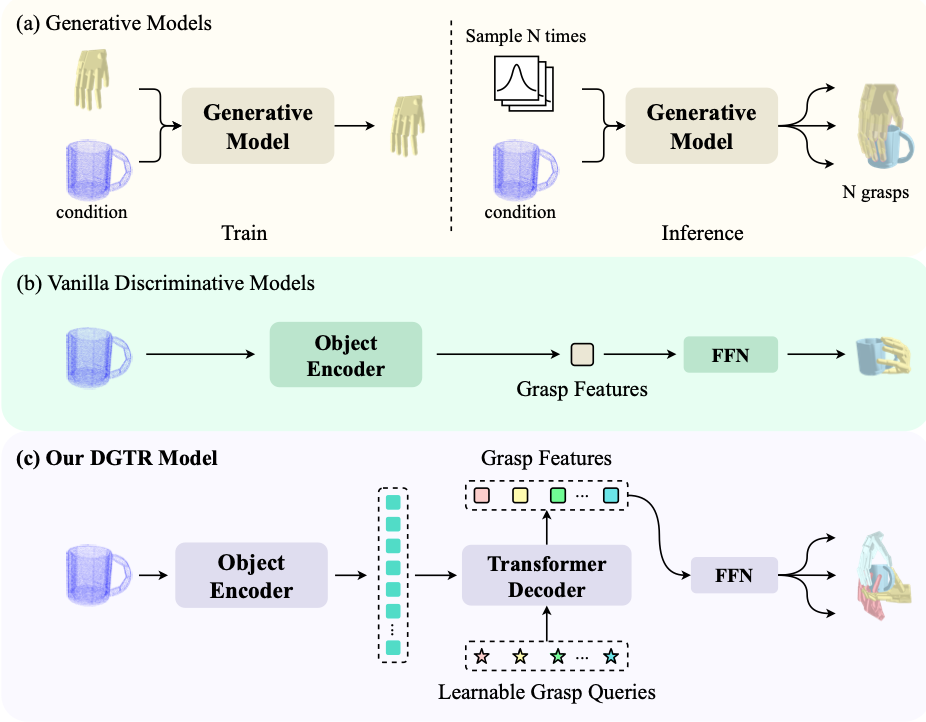 (a) Generative Models
Sample N times
Generative
Model
Generative
Model
condition
condition
N grasps
Train
Inference
(b) Vanilla Discriminative Models
Object
Encoder
FFN
Grasp Features
(c) Our DGTR Model
Grasp Features
...
Object
Encoder
Transformer
Decoder
FFN
...
...
Learnable Grasp Queries